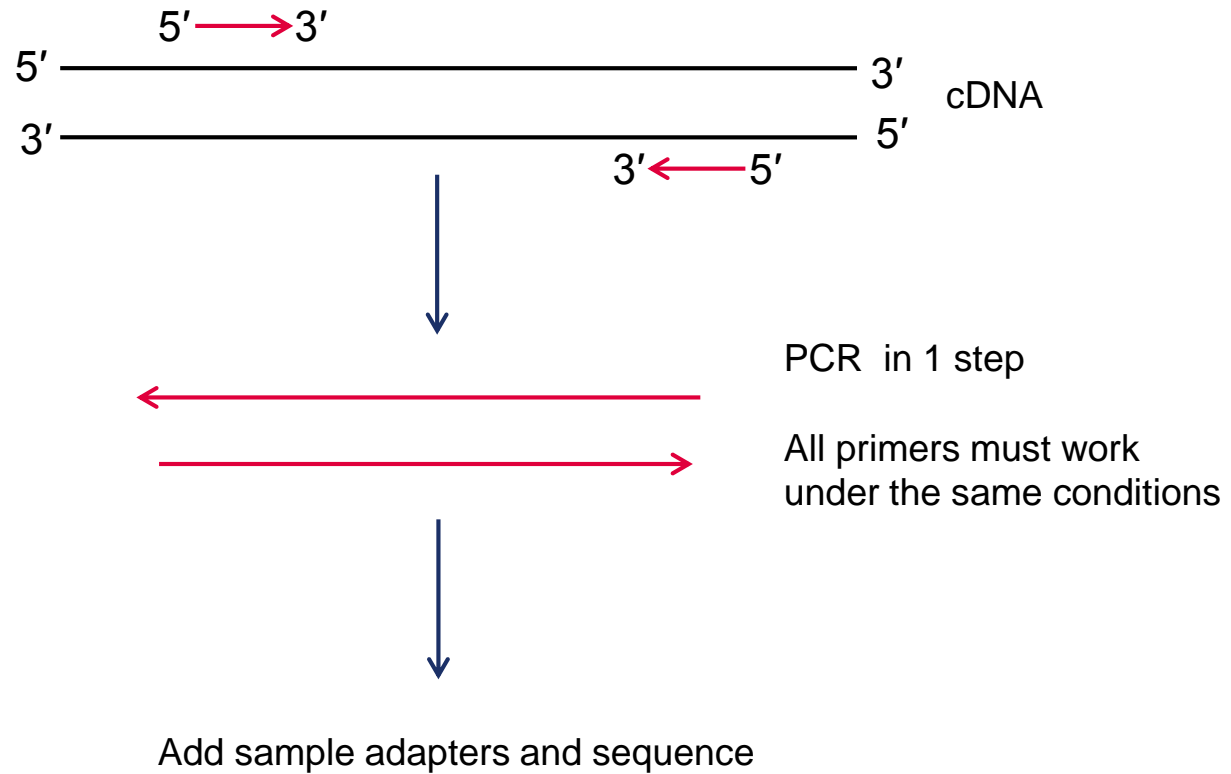 5′ 3′
5′ 3′
cDNA
3′ 5′
3′ 5′
PCR in 1 step
All primers must work
under the same conditions
Add sample adapters and sequence